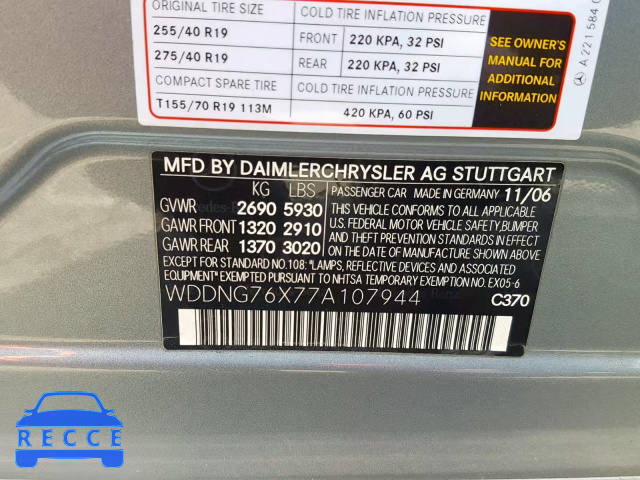 ORIGINAL TIRE SIZE COLD TIRE INFLATION PRESSURE
255/40 R19 FRONT 220 KPA, 32 PSI
275/40 R19 REAR 220 KPA, 32 PSI
COMPACT SPARE TIRE COLD TIRE INFLATION PRESSURE
T155/70 R19 113M 420 KPA, 60 PSI
SEE OWNER'S
MANUAL FOR
ADDITIONAL
INFORMATION
A 221 584
MFD BY DAIMLERCHRYSLER AG STUTTGART
KG LBS
GVWR 2690 5930
GAWR FRONT 1320 2910
GAWR REAR 1370 3020
PASSENGER CAR MADE IN GERMANY 11/06
THIS VEHICLE CONFORMS TO ALL APPLICABLE
U.S. FEDERAL MOTOR VEHICLE SAFETY, BUMPER,
AND THEFT PREVENTION STANDARDS IN EFFECT
ON THE DATE OF MANUFACTURE SHOWN ABOVE.
EXCEPT FOR STANDARD NO.108: "LAMPS, REFLECTIVE DEVICES AND ASSOCIATED
EQUIPMENT" EXEMPTED PURSUANT TO NHTSA TEMPORARY EXEMPTION NO. EX05-6
WDDNG76X77A107944 C370
RECCE